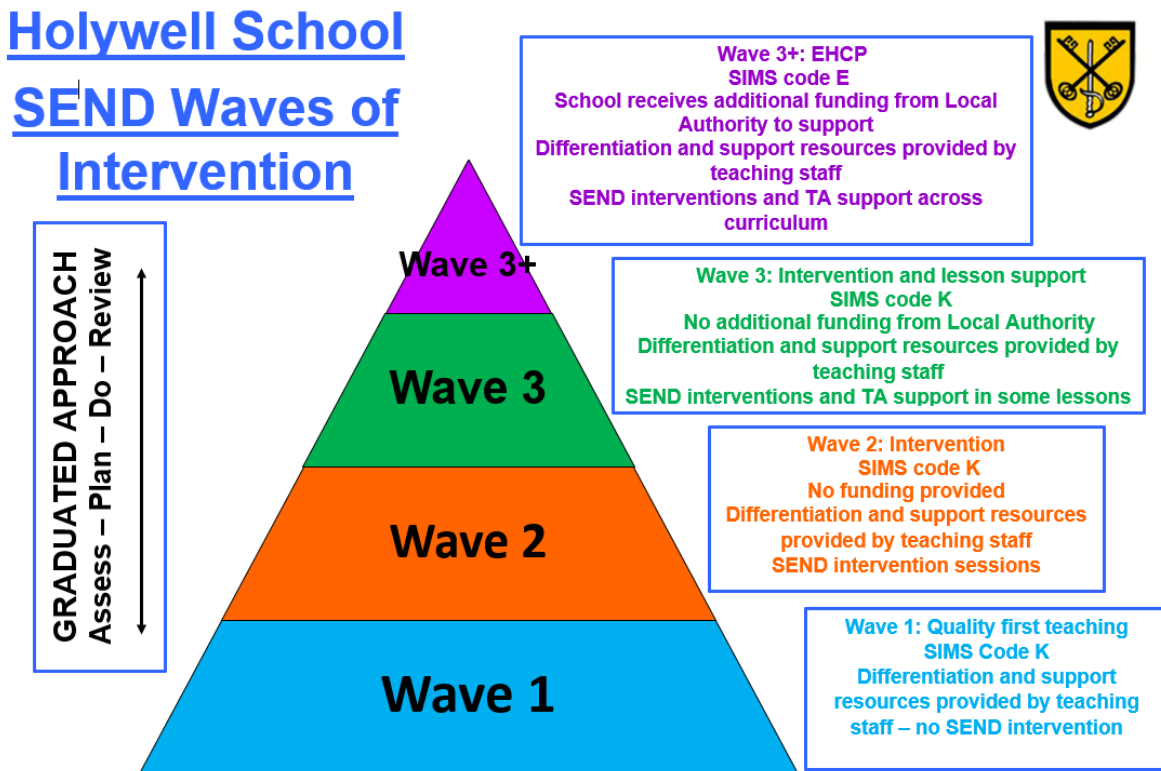 Holywell School
SEND Waves of
Intervention
GRADUATED APPROACH
Assess – Plan – Do – Review
Wave 3+: EHCP
SIMS code E
School receives additional funding from Local
Authority to support
Differentiation and support resources provided by
teaching staff
SEND interventions and TA support across
curriculum
Wave 3+
Wave 3: Intervention and lesson support
SIMS code K
No additional funding from Local Authority
Differentiation and support resources provided by
teaching staff
SEND interventions and TA support in some lessons
Wave 3
Wave 2: Intervention
SIMS code K
No funding provided
Differentiation and support resources
provided by teaching staff
SEND intervention sessions
Wave 2
Wave 1: Quality first teaching
SIMS Code K
Differentiation and support
resources provided by teaching
staff – no SEND intervention
Wave 1